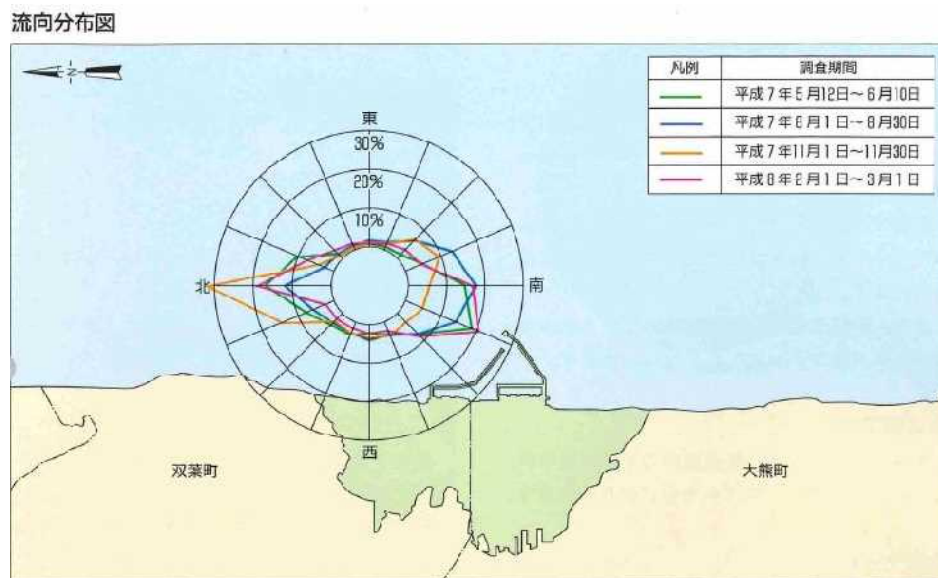 流向分布図
N
凡例 調査期間
平成7年5月12日〜6月10日
平成7年8月1日〜8月30日
平成7年11月1日〜11月30日
平成8年2月1日〜3月1日
東
30%
20%
10%
北
南
西
双葉町
大熊町